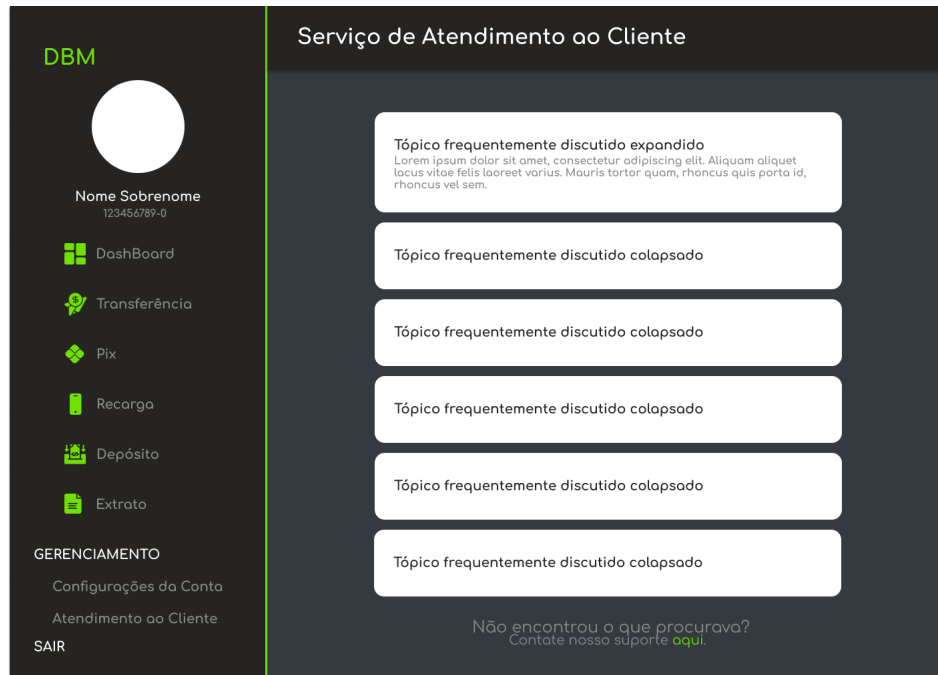 DBM
Nome Sobrenome
123456789-0
DashBoard
Transferência
Pix
Recarga
Depósito
Extrato
GERENCIAMENTO
Configurações da Conta
Atendimento ao Cliente
SAIR
Serviço de Atendimento ao Cliente
Tópico frequentemente discutido expandido
Lorem ipsum dolor sit amet, consectetur adipiscing elit. Aliquam aliquet
lacus vitae felis laoreet varius. Mauris tortor quam, rhoncus quis porta id,
rhoncus vel sem.
Tópico frequentemente discutido colapsado
Tópico frequentemente discutido colapsado
Tópico frequentemente discutido colapsado
Tópico frequentemente discutido colapsado
Tópico frequentemente discutido colapsado
Não encontrou o que procurava?
Contate nosso suporte aqui.